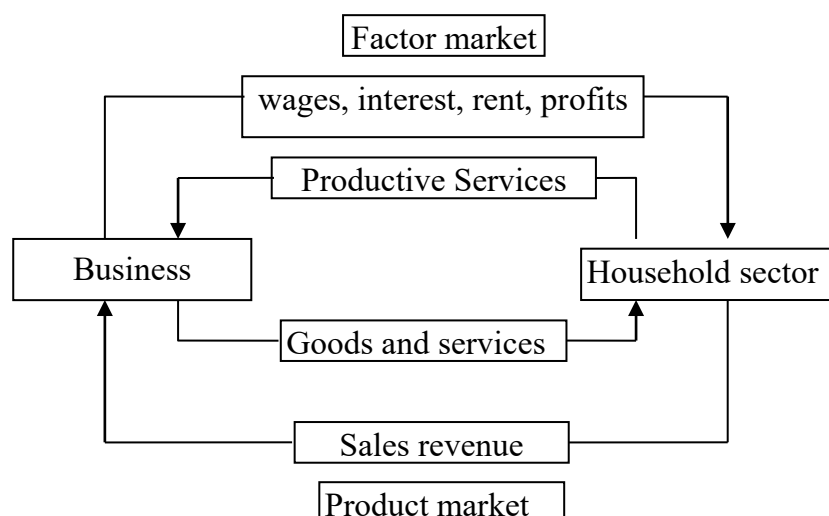 Factor market
wages, interest, rent, profits
Productive Services
Business
Household sector
Goods and services
Sales revenue
Product market